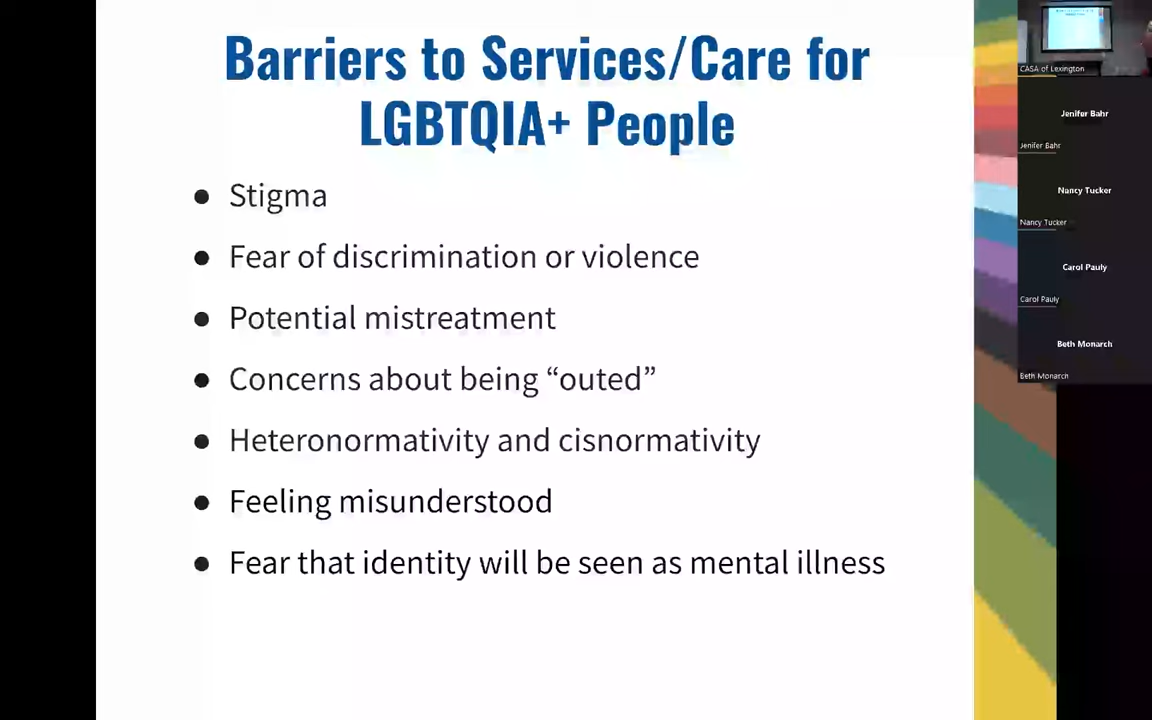 Barriers to Services/Care for
LGBTQIA+ People
● Stigma
● Fear of discrimination or violence
● Potential mistreatment
● Concerns about being “outed”
● Heteronormativity and cisnormativity
● Feeling misunderstood
● Fear that identity will be seen as mental illness
CASA of Lexington
Jenifer Bahr
Jenifer Bahr
Nancy Tucker
Nancy Tucker
Carol Pauly
Carol Pauly
Beth Monarch
Beth Monarch